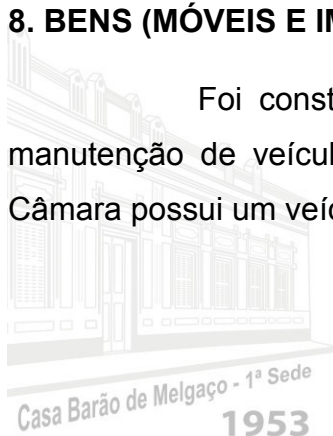 8. BENS (MÓVEIS E I
Foi const
manutenção de veícul
Câmara possui um veíc
Casa Barão de Melgaço - 1ª Sede
1953